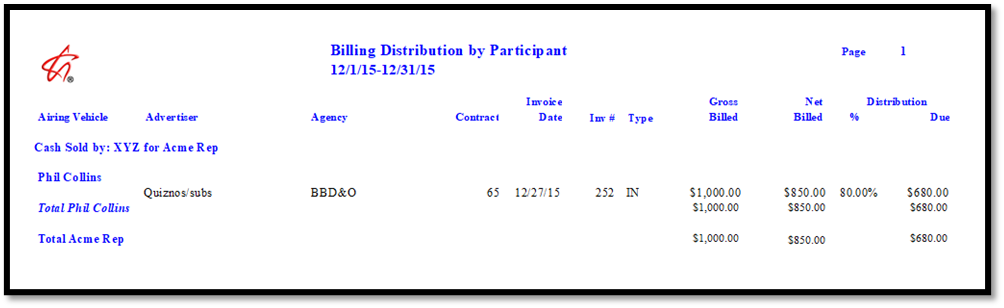 Billing Distribution by Participant Page 1
12/1/15-12/31/15
Invoice Gross Net Distribution
Airing Vehicle Advertiser Agency Contract Date Inv # Type Billed Billed % Due
Cash Sold by: XYZ for Acme Rep
Phil Collins
Quiznos/subs BBD&O 65 12/27/15 252 IN $1,000.00 $850.00 80.00% $680.00
Total Phil Collins $1,000.00 $850.00 $680.00
Total Acme Rep $1,000.00 $850.00 $680.00